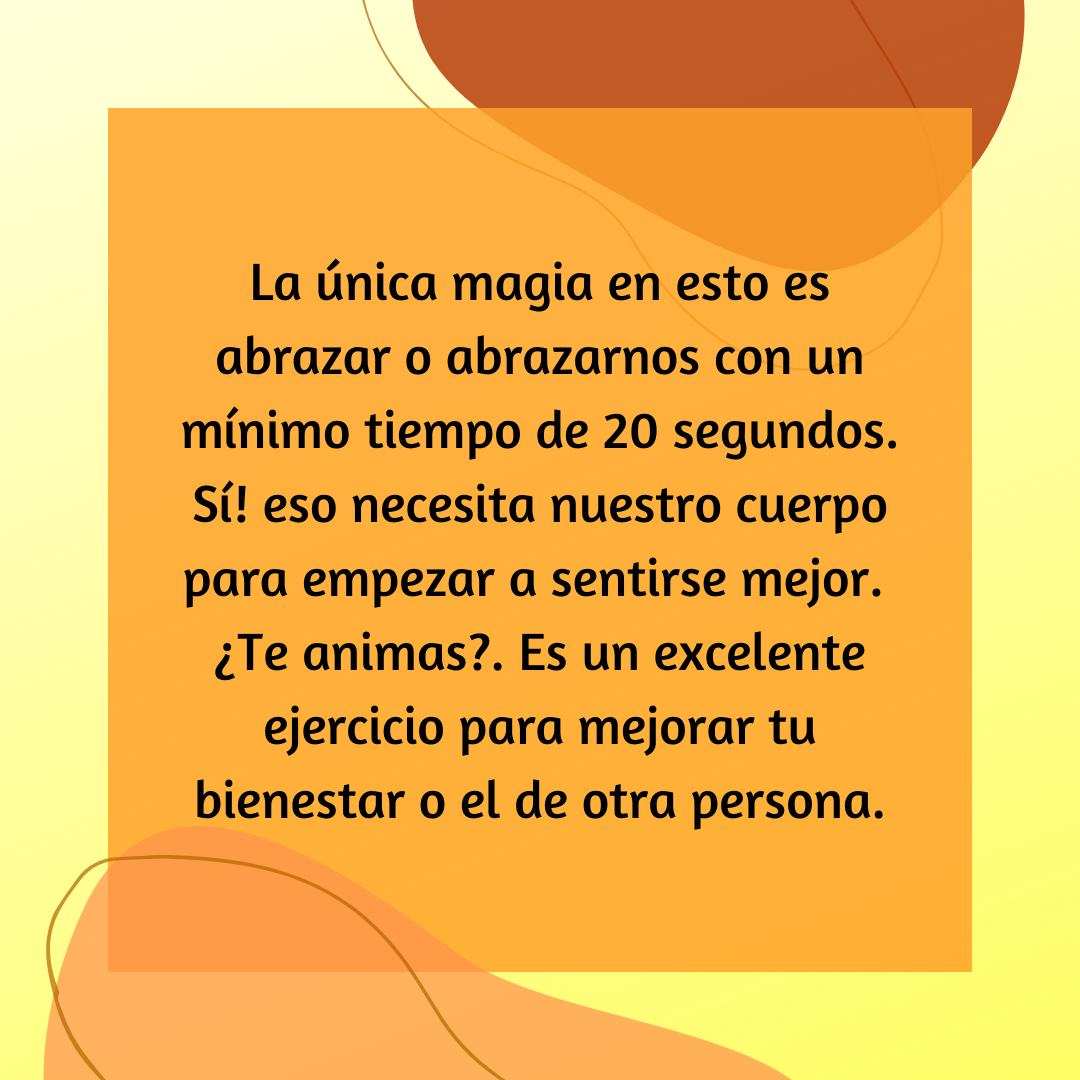 La única magia en esto es
abrazar o abrazarnos con un
mínimo tiempo de 20 segundos.
Sí! eso necesita nuestro cuerpo
para empezar a sentirse mejor.
¿Te animas?. Es un excelente
ejercicio para mejorar tu
bienestar o el de otra persona.